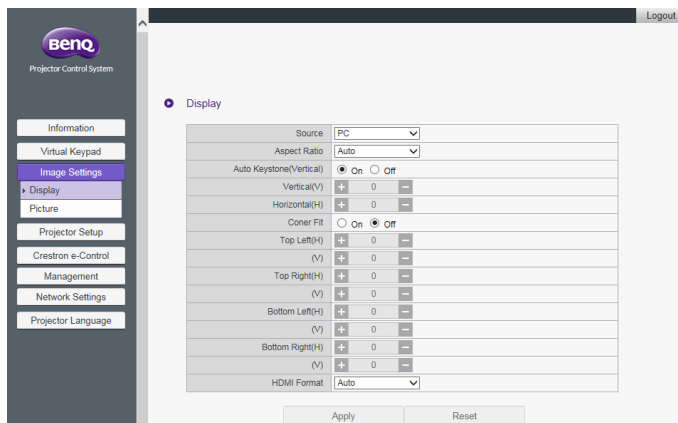 Logout
BenQ
Projector Control System
Information
Virtual Keypad
Image Settings
Display
Picture
Projector Setup
Crestron e-Control
Management
Network Settings
Projector Language
Display
Source PC
Aspect Ratio Auto
Auto Keystone(Vertical) On Off
Vertical(V) + 0 −
Horizontal(H) + 0 −
Coner Fit On Off
Top Left(H) + 0 −
(V) + 0 −
Top Right(H) + 0 −
(V) + 0 −
Bottom Left(H) + 0 −
(V) + 0 −
Bottom Right(H) + 0 −
(V) + 0 −
HDMI Format Auto
Apply Reset